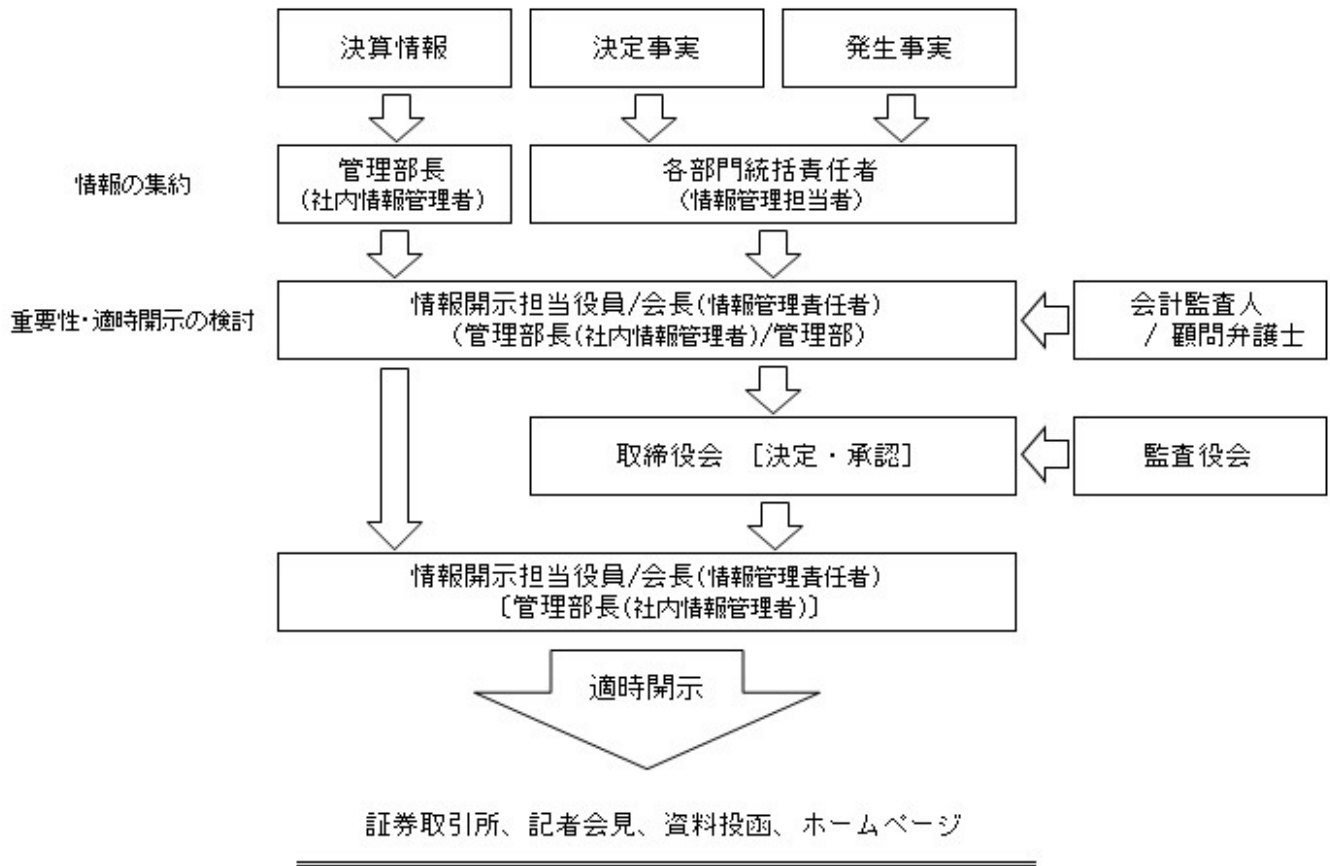 決算情報
決定事実
発生事実
情報の集約
管理部長
(社内情報管理者)
各部門統括責任者
(情報管理担当者)
重要性・適時開示の検討
情報開示担当役員/会長(情報管理責任者)
(管理部長(社内情報管理者)/管理部)
会計監査人
/ 顧問弁護士
取締役会 [決定・承認]
監査役会
情報開示担当役員/会長(情報管理責任者)
[管理部長(社内情報管理者)]
適時開示
証券取引所、記者会見、資料投函、ホームページ